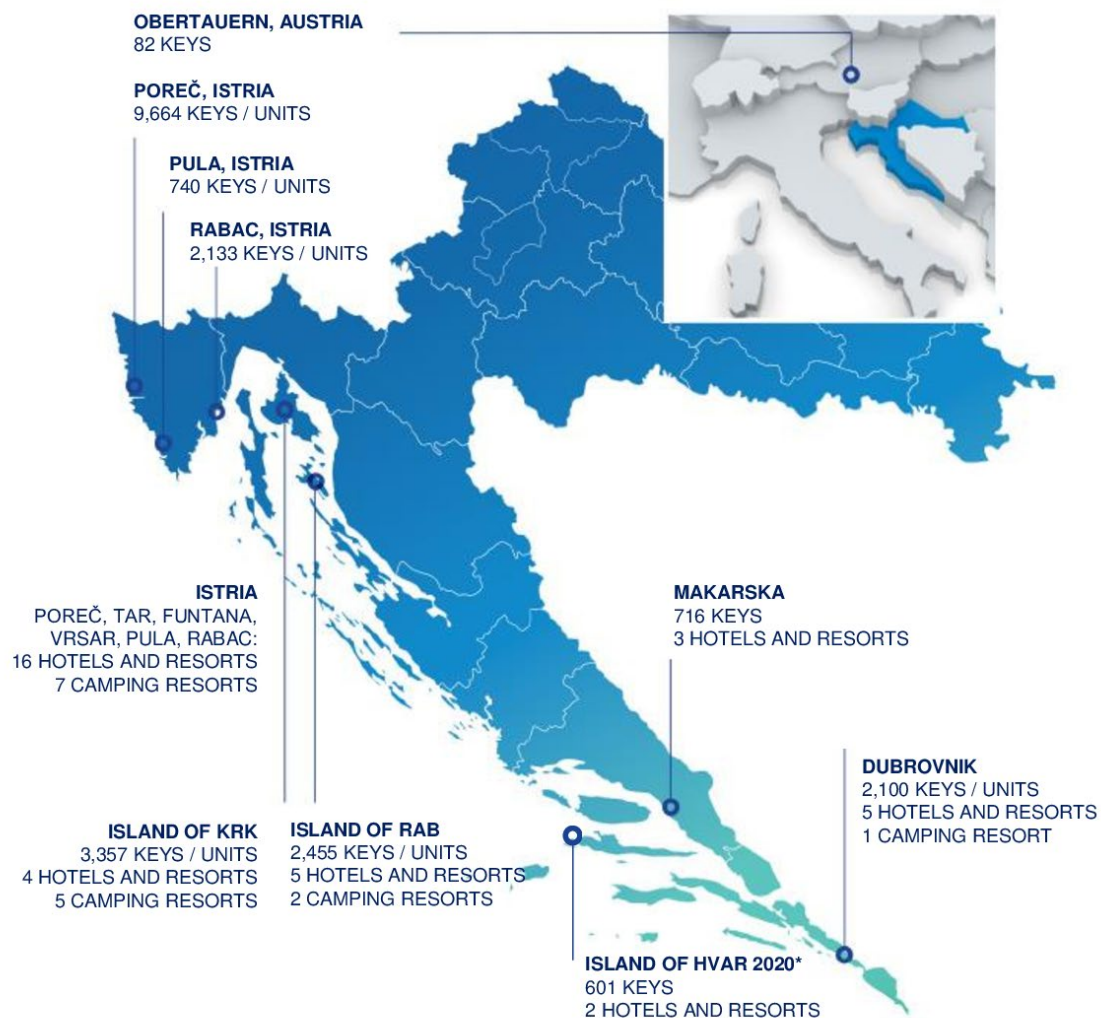 OBERTAUERN, AUSTRIA
82 KEYS
POREČ, ISTRIA
9,664 KEYS / UNITS
PULA, ISTRIA
740 KEYS / UNITS
RABAC, ISTRIA
2,133 KEYS / UNITS
ISTRIA
POREČ, TAR, FUNTANA,
VRSAR, PULA, RABAC:
16 HOTELS AND RESORTS
7 CAMPING RESORTS
MAKARSKA
716 KEYS
3 HOTELS AND RESORTS
DUBROVNIK
2,100 KEYS / UNITS
5 HOTELS AND RESORTS
1 CAMPING RESORT
ISLAND OF KRK
3,357 KEYS / UNITS
4 HOTELS AND RESORTS
5 CAMPING RESORTS
ISLAND OF RAB
2,455 KEYS / UNITS
5 HOTELS AND RESORTS
2 CAMPING RESORTS
ISLAND OF HVAR 2020*
601 KEYS
2 HOTELS AND RESORTS